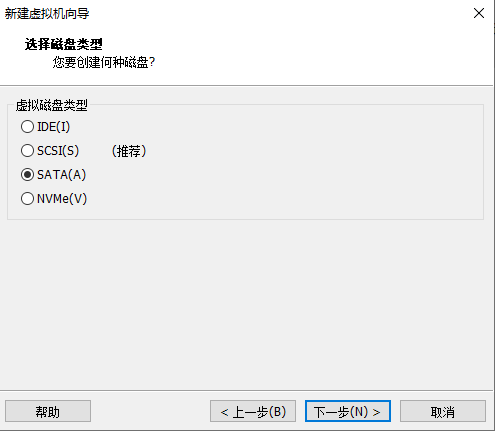 新建虚拟机向导
选择磁盘类型
您要创建何种磁盘?
虚拟磁盘类型
IDE(I)
SCSI(S) （推荐）
SATA(A)
NVMe(V)
帮助 < 上一步(B) 下一步(N) > 取消